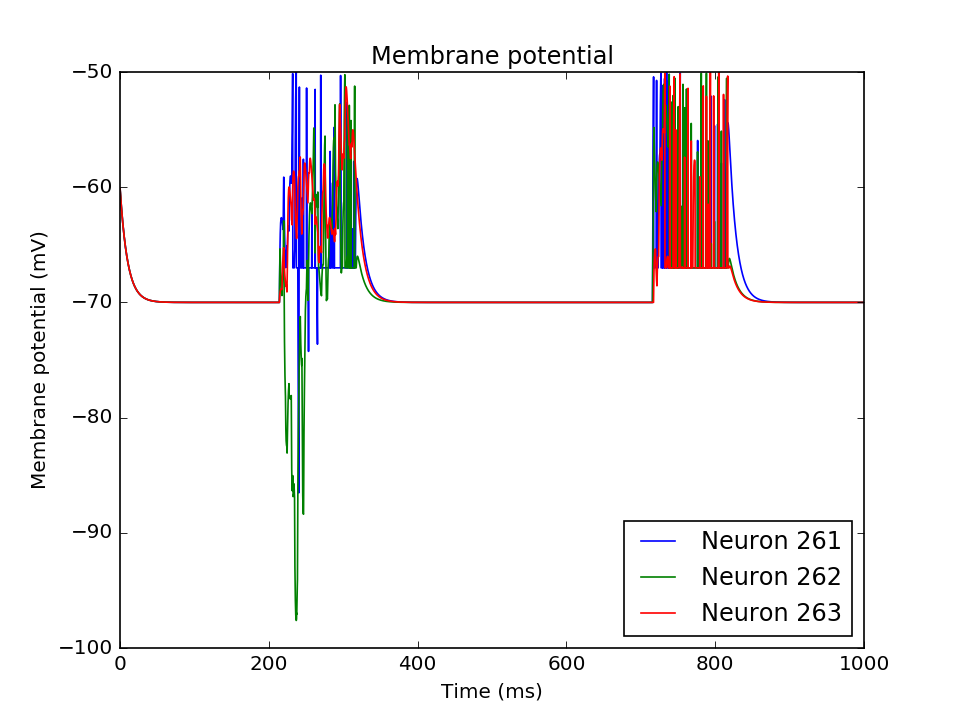 Membrane potential
−50
−60
−70
−80
−90
−100
Membrane potential (mV)
0 200 400 600 800 1000
Time (ms)
Neuron 261
Neuron 262
Neuron 263